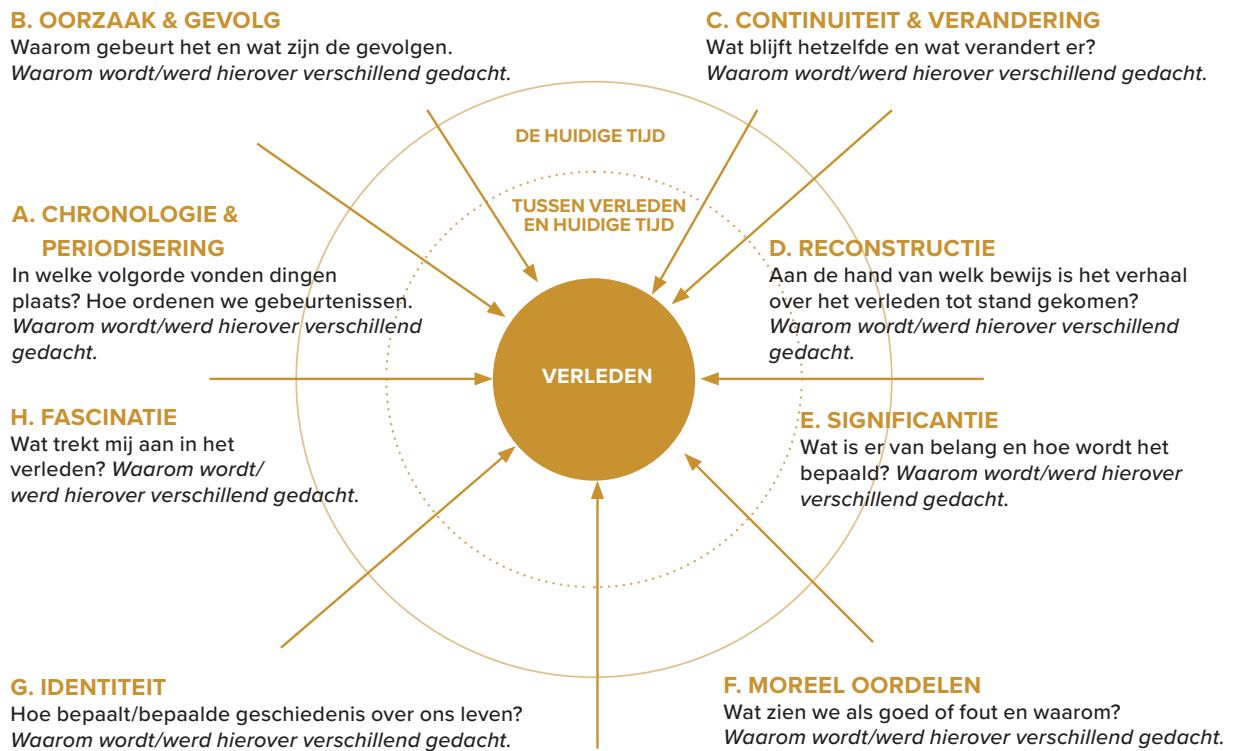 B. OORZAAK & GEVOLG
Waarom gebeurt het en wat zijn de gevolgen.
Waarom wordt/werd hierover verschillend gedacht.
C. CONTINUITEIT & VERANDERING
Wat blijft hetzelfde en wat verandert er?
Waarom wordt/werd hierover verschillend gedacht.
DE HUIDIGE TIJD
TUSSEN VERLEDEN
EN HUIDIGE TIJD
A. CHRONOLOGIE &
PERIODISERING
In welke volgorde vonden dingen
plaats? Hoe ordenen we gebeurtenissen.
Waarom wordt/werd hierover verschillend
gedacht.
D. RECONSTRUCTIE
Aan de hand van welk bewijs is het verhaal
over het verleden tot stand gekomen?
Waarom wordt/werd hierover verschillend
gedacht.
VERLEDEN
H. FASCINATIE
Wat trekt mij aan in het
verleden? Waarom wordt/
werd hierover verschillend gedacht.
E. SIGNIFICANTIE
Wat is er van belang en hoe wordt het
bepaald? Waarom wordt/werd hierover
verschillend gedacht.
G. IDENTITEIT
Hoe bepaalt/bepaalde geschiedenis over ons leven?
Waarom wordt/werd hierover verschillend gedacht.
F. MOREEL OORDELEN
Wat zien we als goed of fout en waarom?
Waarom wordt/werd hierover verschillend gedacht.